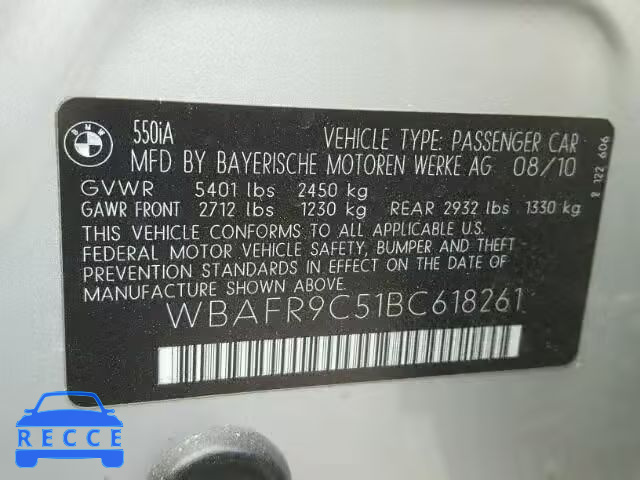 BMW
550iA VEHICLE TYPE: PASSENGER CAR
MFD BY BAYERISCHE MOTOREN WERKE AG 08/10
GVWR 5401 lbs 2450 kg
GAWR FRONT 2712 lbs 1230 kg REAR 2932 lbs 1330 kg
THIS VEHICLE CONFORMS TO ALL APPLICABLE U.S.
FEDERAL MOTOR VEHICLE SAFETY, BUMPER AND THEFT
PREVENTION STANDARDS IN EFFECT ON THE DATE OF
MANUFACTURE SHOWN ABOVE.
WBAFR9C51BC618261
122 606
RECCE